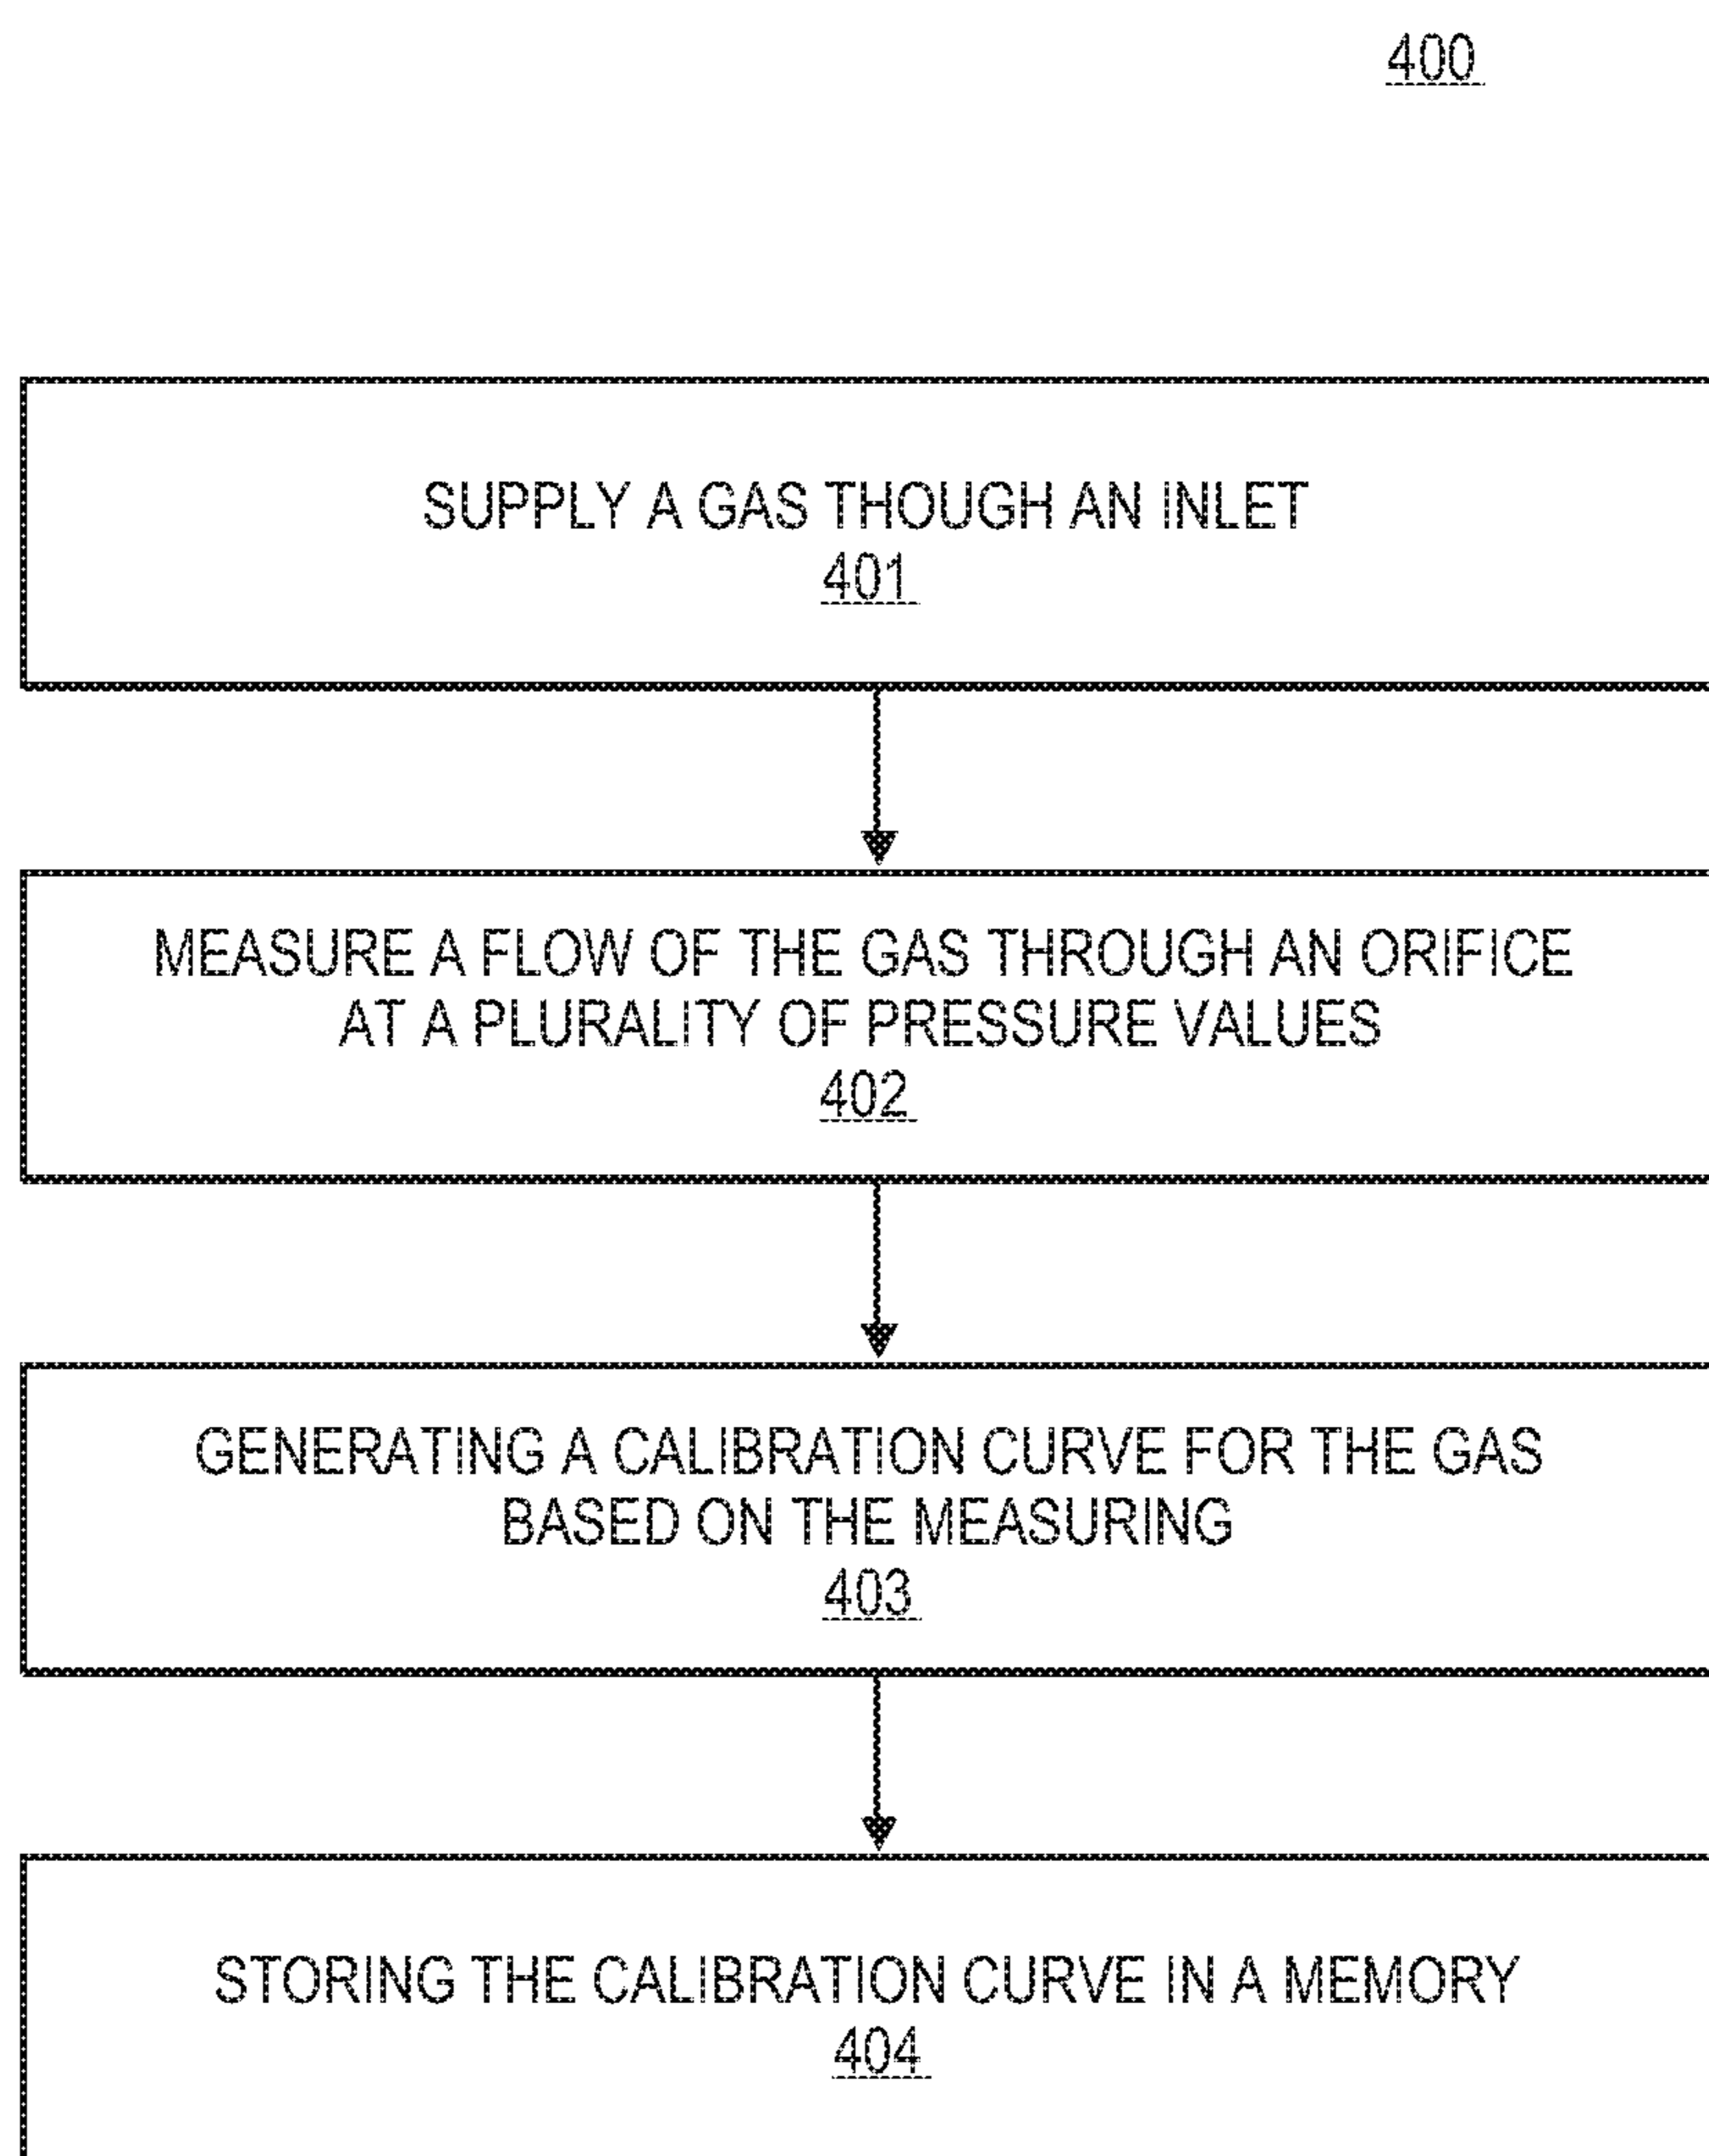 400
SUPPLY A GAS THOUGH AN INLET
401
MEASURE A FLOW OF THE GAS THROUGH AN ORIFICE
AT A PLURALITY OF PRESSURE VALUES
402
GENERATING A CALIBRATION CURVE FOR THE GAS
BASED ON THE MEASURING
403
STORING THE CALIBRATION CURVE IN A MEMORY
404